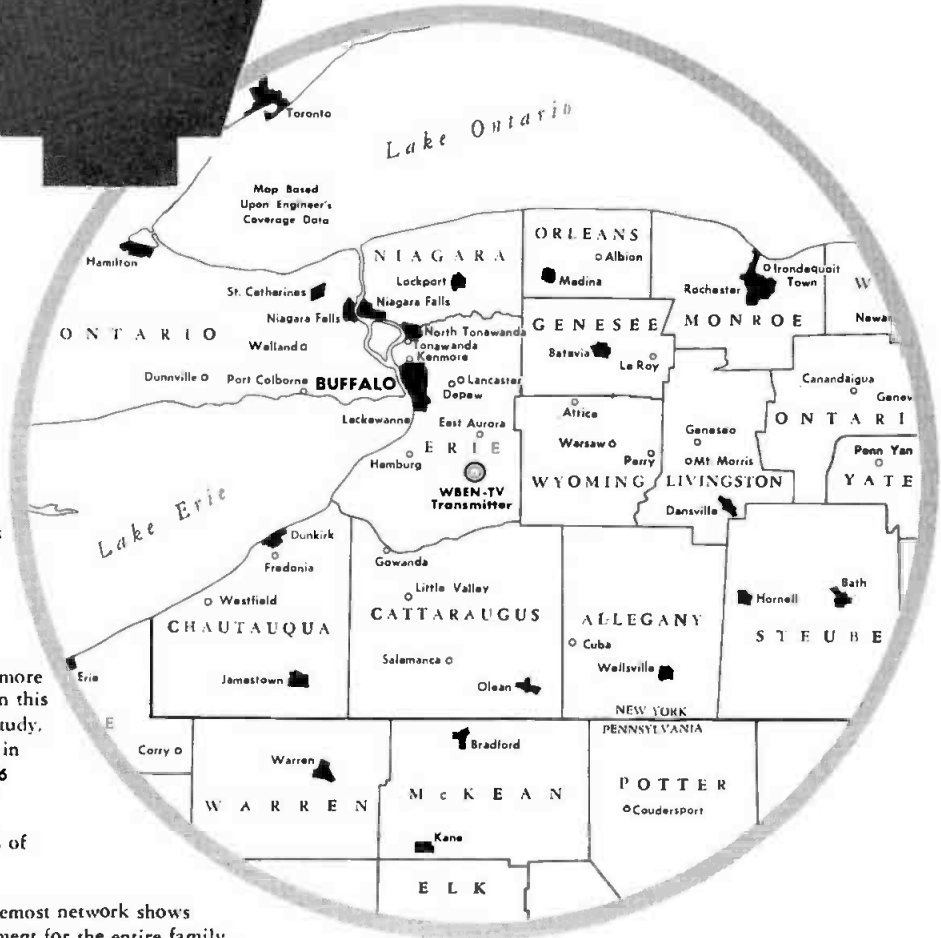 Toronto
Lake Ontario
Map Based
Upon Engineer's
Coverage Data
Hamilton
NIAGARA
ORLEANS
Albion
Lockport
Medina
Irondequoit
Town
Rochester
W
St. Catherines
Niagara Falls
Niagara Falls
MONROE
Newar
ONTARIO
North Tonawanda
Tonawanda
Kenmore
GENESEE
Welland
Batavia
Le Roy
Dunnville
Port Colborne
BUFFALO
Lancaster
Depew
Canandaigua
Genev
Lackawanna
Attica
ONTARI
East Aurora
Geneseo
ERIE
Warsaw
Perry
Mt. Morris
Penn Yan
Hamburg
WYOMING
LIVINGSTON
YATE
WBEN-TV
Transmitter
Dansville
Lake Erie
Dunkirk
Fredonia
Gowanda
Little Valley
Westfield
CATTARAUGUS
Hornell
Bath
CHAUTAUQUA
ALLEGANY
STEUBE
Cuba
Salamanca
Wellsville
Erie
Jamestown
Olean
NEW YORK
PENNSYLVANIA
E
Corry
Warren
Bradford
POTTER
WARREN
McKEAN
Coudersport
Kane
ELK
s
more
n this
tudy,
in
6
of
emost network shows
ment for the entire family